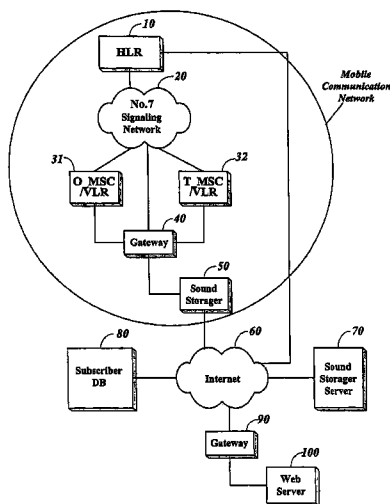 10
HLR
20
Mobile
Communication
Network
No.7
Signaling
Network
31
32
O_MSC
/VLR
T_MSC
/VLR
40
Gateway
50
Sound
Storager
80
60
70
Subscriber
DB
Internet
Sound
Storager
Server
90
Gateway
100
Web
Server